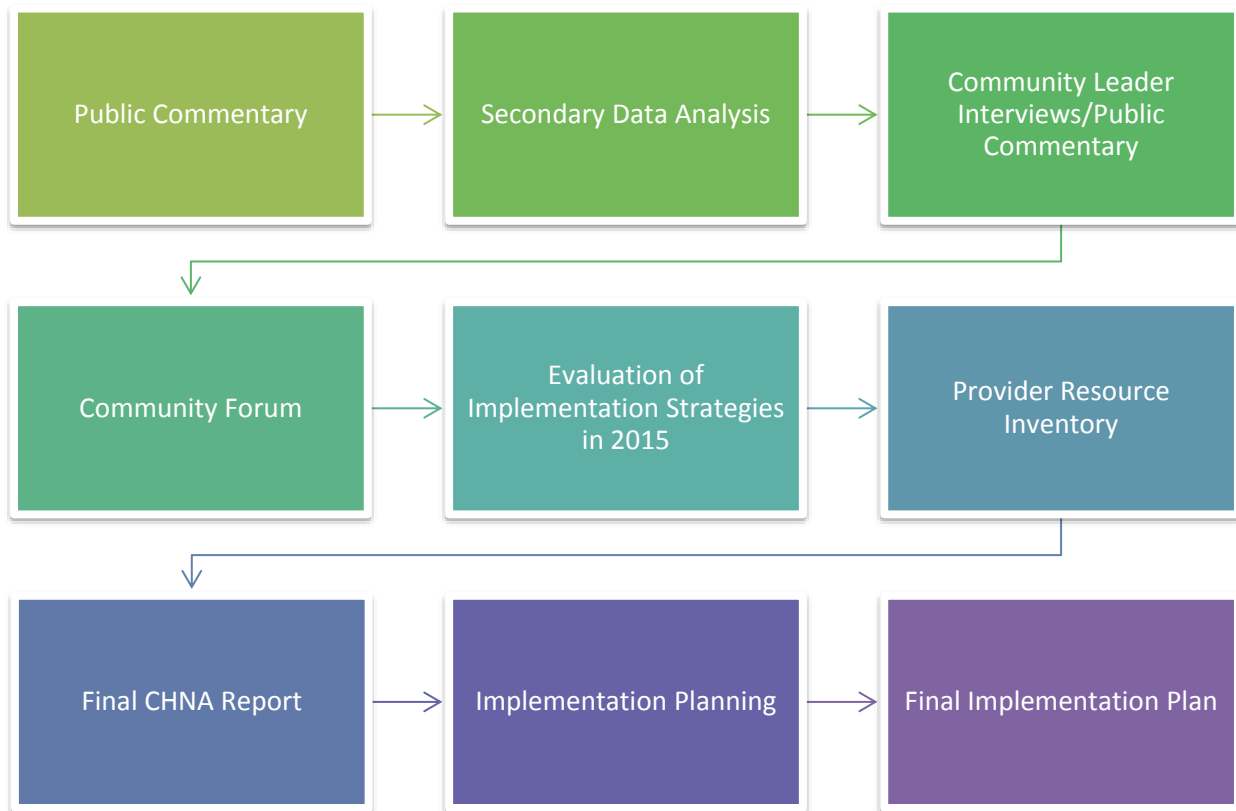 Public Commentary
Secondary Data Analysis
Community Leader
Interviews/Public
Commentary
Community Forum
Evaluation of
Implementation Strategies
in 2015
Provider Resource
Inventory
Final CHNA Report
Implementation Planning
Final Implementation Plan